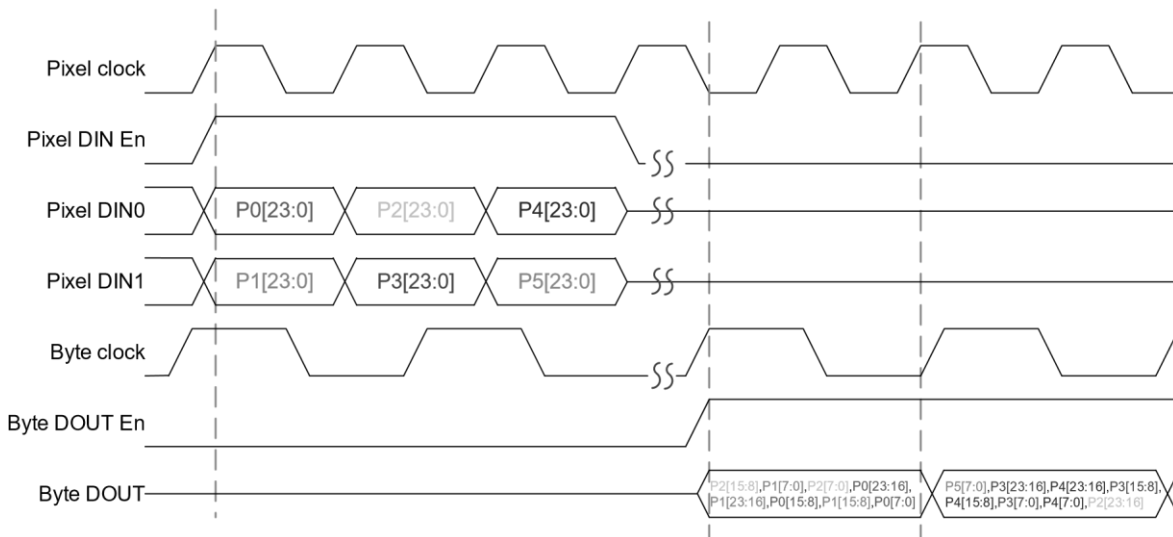 Pixel clock
Pixel DIN En
Pixel DIN0
P0[23:0]
P2[23:0]
P4[23:0]
Pixel DIN1
P1[23:0]
P3[23:0]
P5[23:0]
Byte clock
Byte DOUT En
Byte DOUT
P2[15:8],P1[7:0],P2[7:0],P0[23:16],
P1[23:16],P0[15:8],P1[15:8],P0[7:0]
P5[7:0],P3[23:16],P4[23:16],P3[15:8],
P4[15:8],P3[7:0],P4[7:0],P2[23:16]